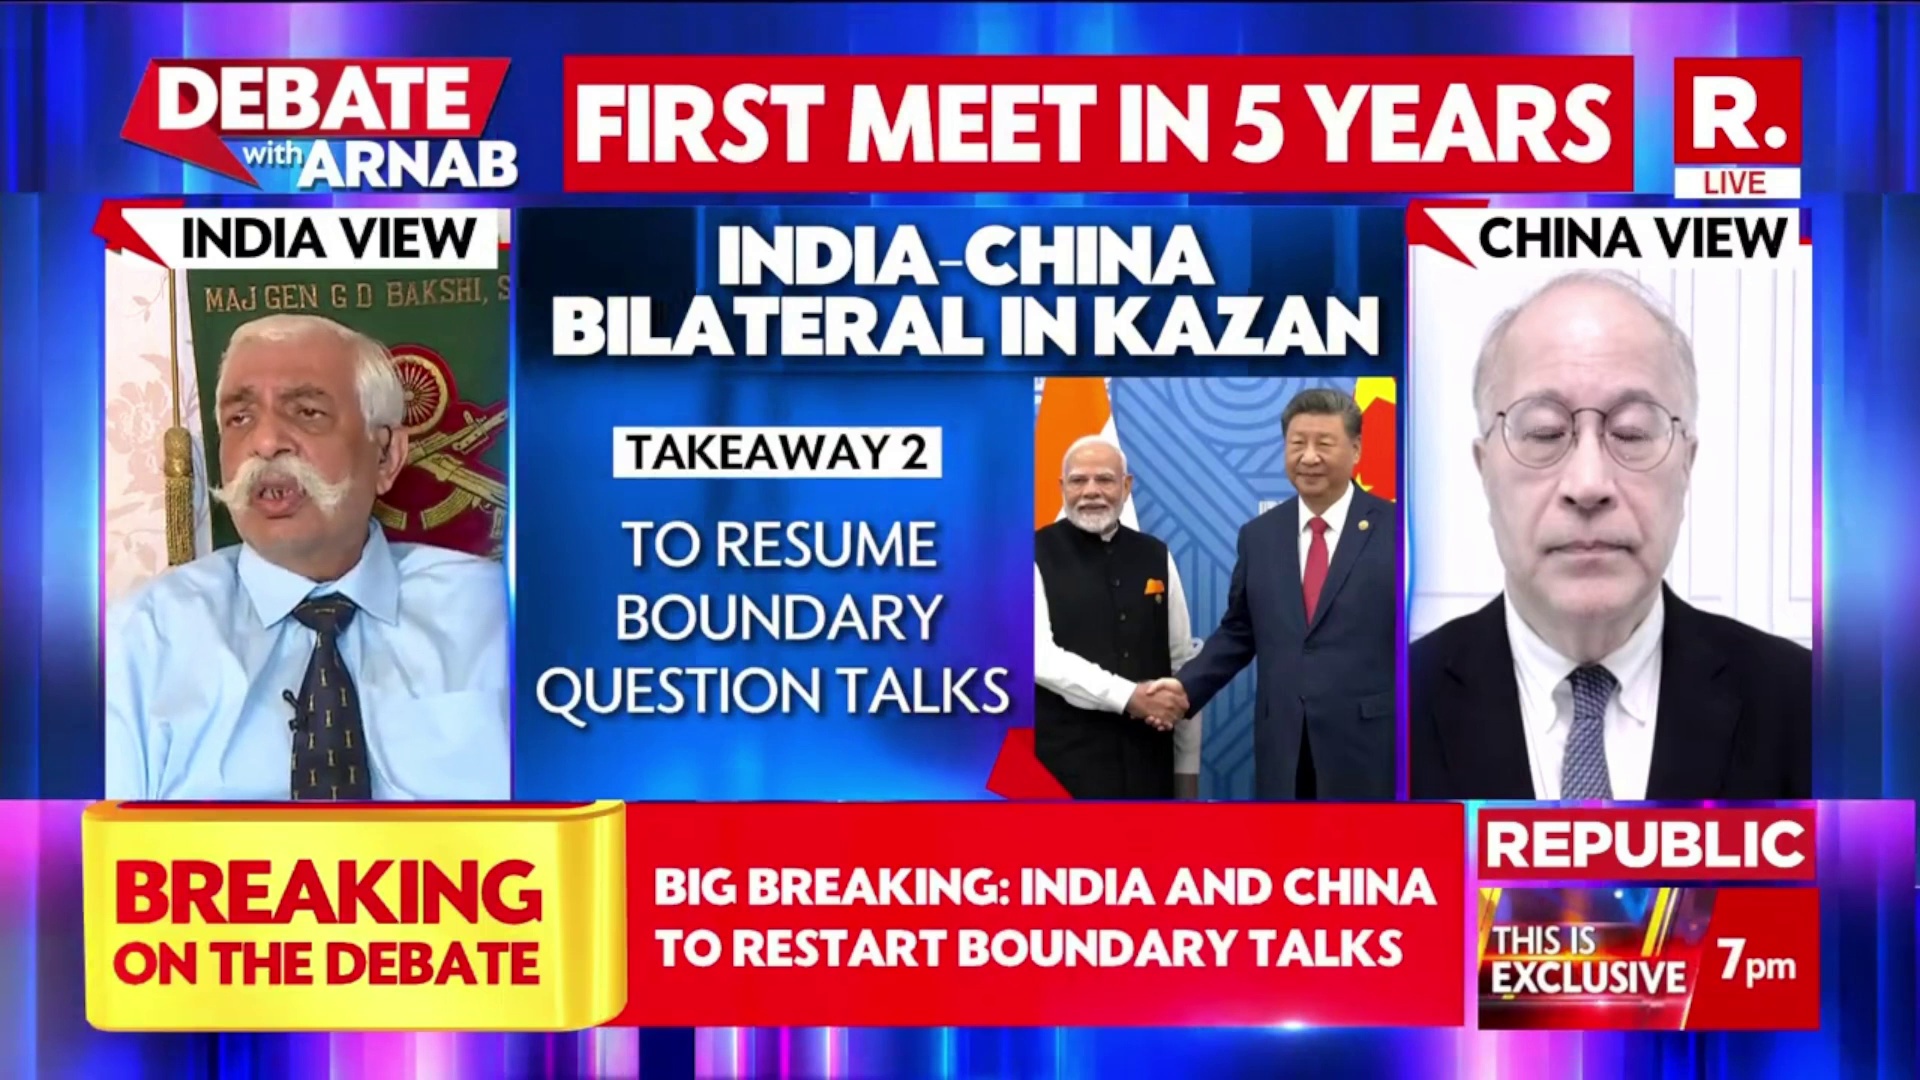 DEBATE
with ARNAB
FIRST MEET IN 5 YEARS
R.
LIVE
INDIA VIEW
MAJ GEN G D BAKSHI, S
INDIA-CHINA
BILATERAL IN KAZAN
TAKEAWAY 2
TO RESUME
BOUNDARY
QUESTION TALKS
CHINA VIEW
BREAKING
ON THE DEBATE
BIG BREAKING: INDIA AND CHINA
TO RESTART BOUNDARY TALKS
REPUBLIC
THIS IS
EXCLUSIVE
7pm